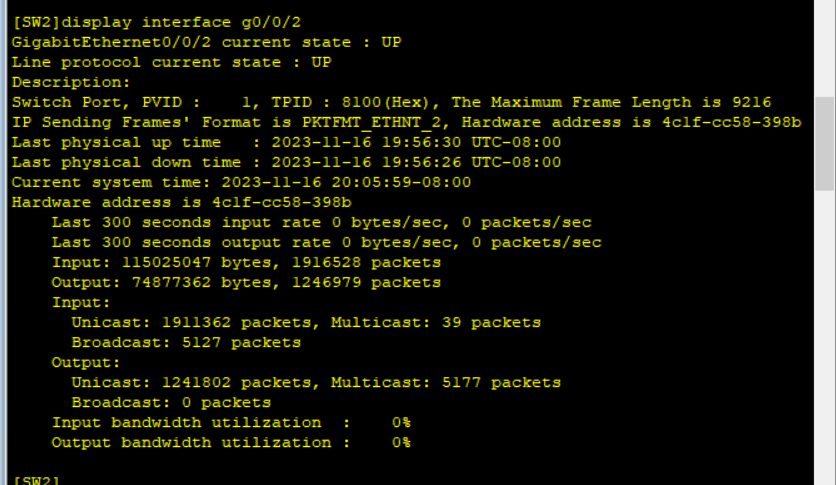 [SW2]display interface g0/0/2
GigabitEthernet0/0/2 current state : UP
Line protocol current state : UP
Description:
Switch Port, PVID :    1, TPID : 8100(Hex), The Maximum Frame Length is 9216
IP Sending Frames' Format is PKTFMT_ETHNT_2, Hardware address is 4c1f-cc58-398b
Last physical up time   : 2023-11-16 19:56:30 UTC-08:00
Last physical down time : 2023-11-16 19:56:26 UTC-08:00
Current system time: 2023-11-16 20:05:59-08:00
Hardware address is 4c1f-cc58-398b
    Last 300 seconds input rate 0 bytes/sec, 0 packets/sec
    Last 300 seconds output rate 0 bytes/sec, 0 packets/sec
    Input: 115025047 bytes, 1916528 packets
    Output: 74877362 bytes, 1246979 packets
    Input:
      Unicast: 1911362 packets, Multicast: 39 packets
      Broadcast: 5127 packets
    Output:
      Unicast: 1241802 packets, Multicast: 5177 packets
      Broadcast: 0 packets
    Input bandwidth utilization  :    0%
    Output bandwidth utilization :    0%
[SW2]